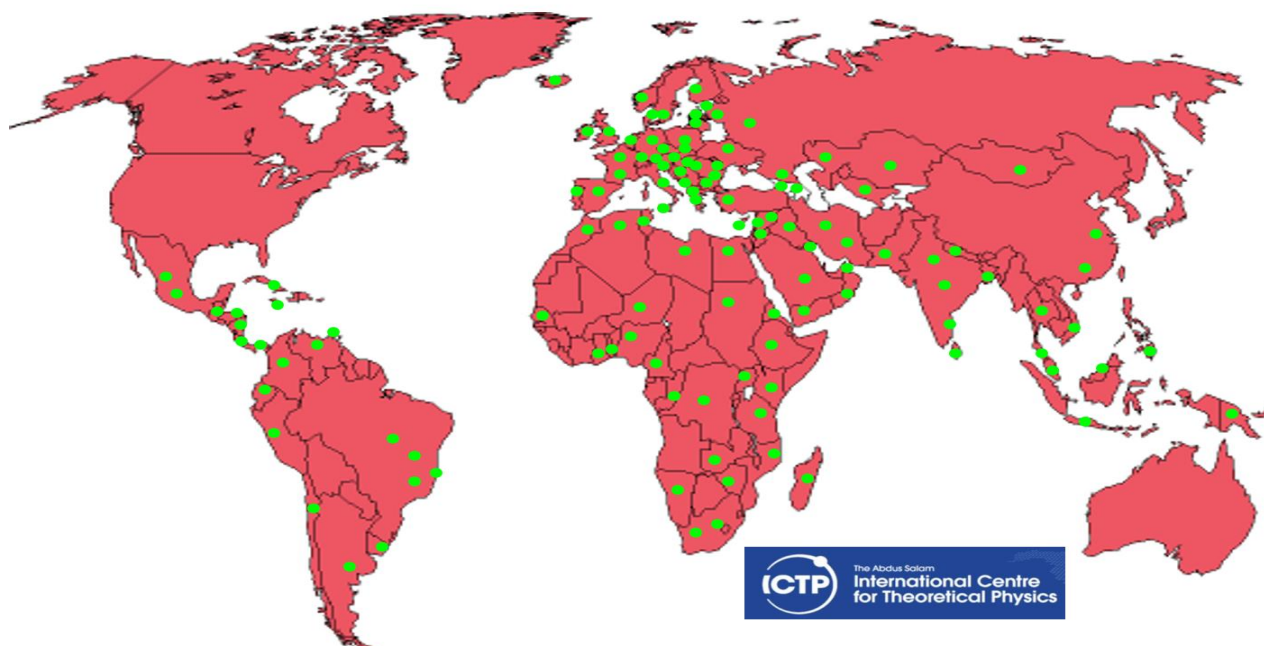 ICTP
The Abdus Salam
International Centre
for Theoretical Physics